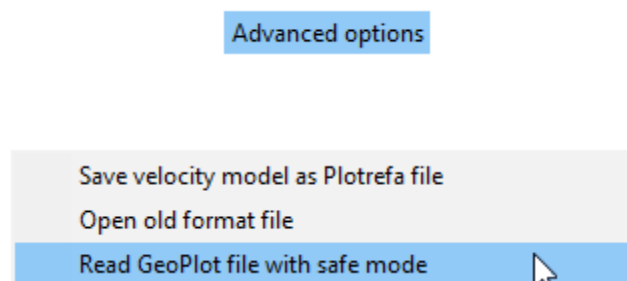 Advanced options
Save velocity model as Plotrefa file
Open old format file
Read GeoPlot file with safe mode